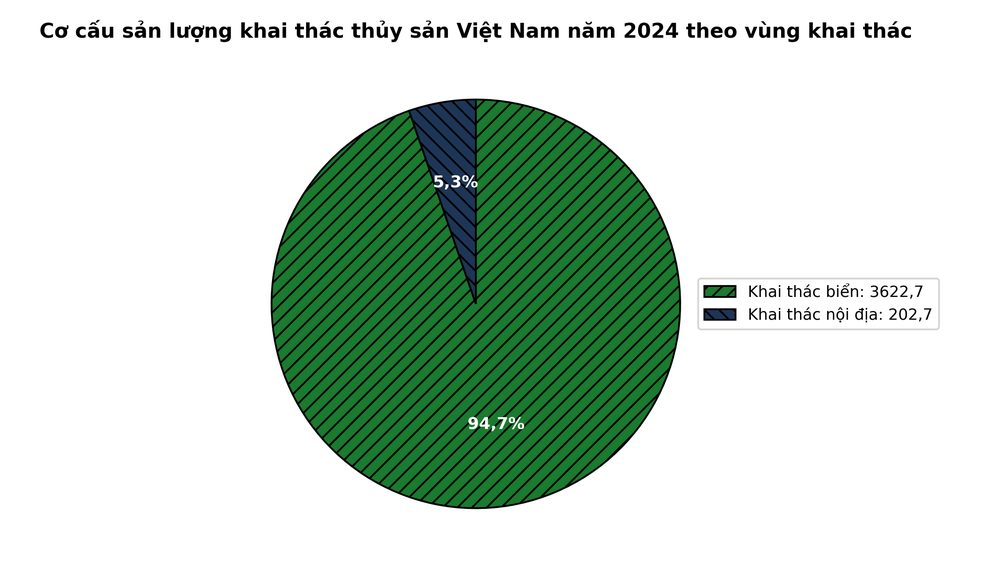 Cơ cấu sản lượng khai thác thủy sản Việt Nam năm 2024 theo vùng khai thác
5,3%
Khai thác biển: 3622,7
Khai thác nội địa: 202,7
94,7%